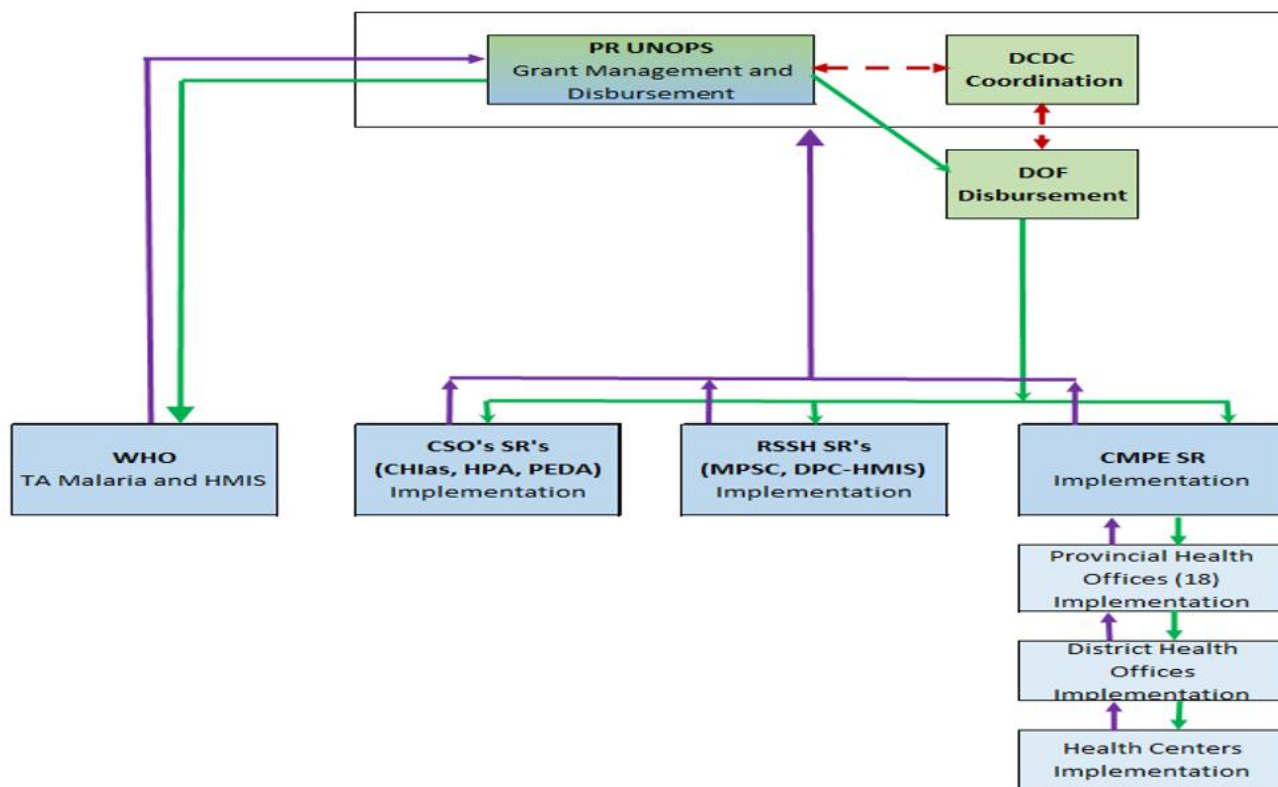 PR UNOPS
Grant Management and
Disbursement
DCDC
Coordination
DOF
Disbursement
WHO
TA Malaria and HMIS
CSO's SR's
(CHIas, HPA, PEDA)
Implementation
RSSH SR's
(MPSC, DPC-HMIS)
Implementation
CMPE SR
Implementation
Provincial Health
Offices (18)
Implementation
District Health
Offices
Implementation
Health Centers
Implementation